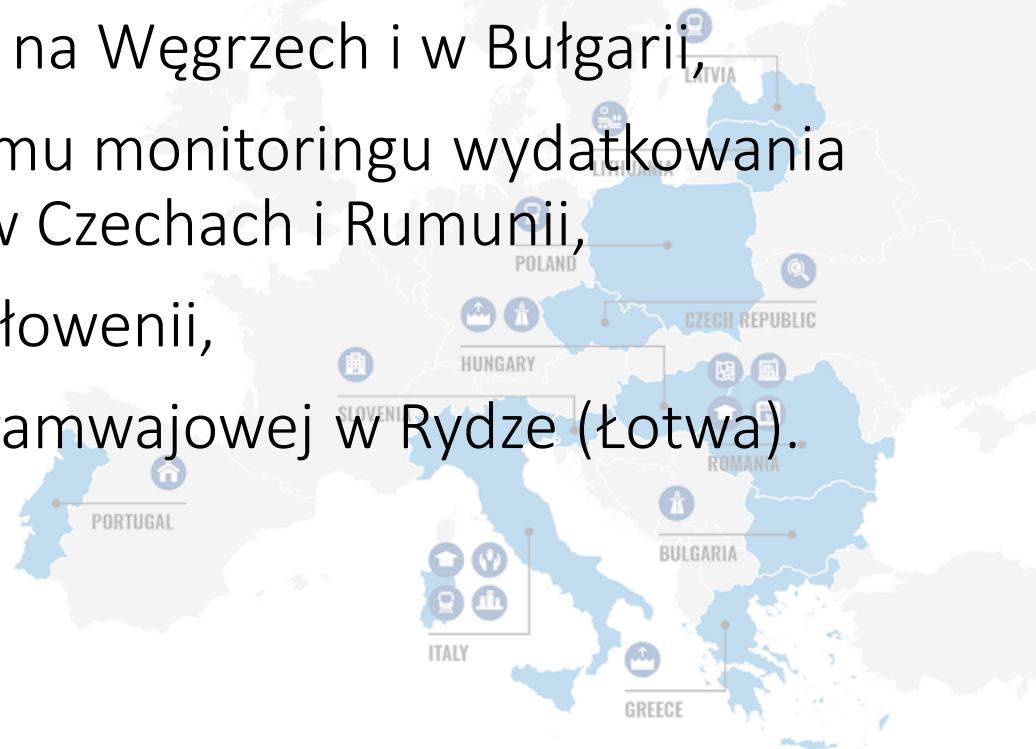 na Węgrzech i w Bułgarii,
LATVIA
mu monitoringu wydatkowania
LITHUANIA
w Czechach i Rumunii,
POLAND
łowenii,
CZECH REPUBLIC
HUNGARY
SLOVENIA
amwajowej w Rydze (Łotwa).
ROMANIA
PORTUGAL
BULGARIA
ITALY
GREECE